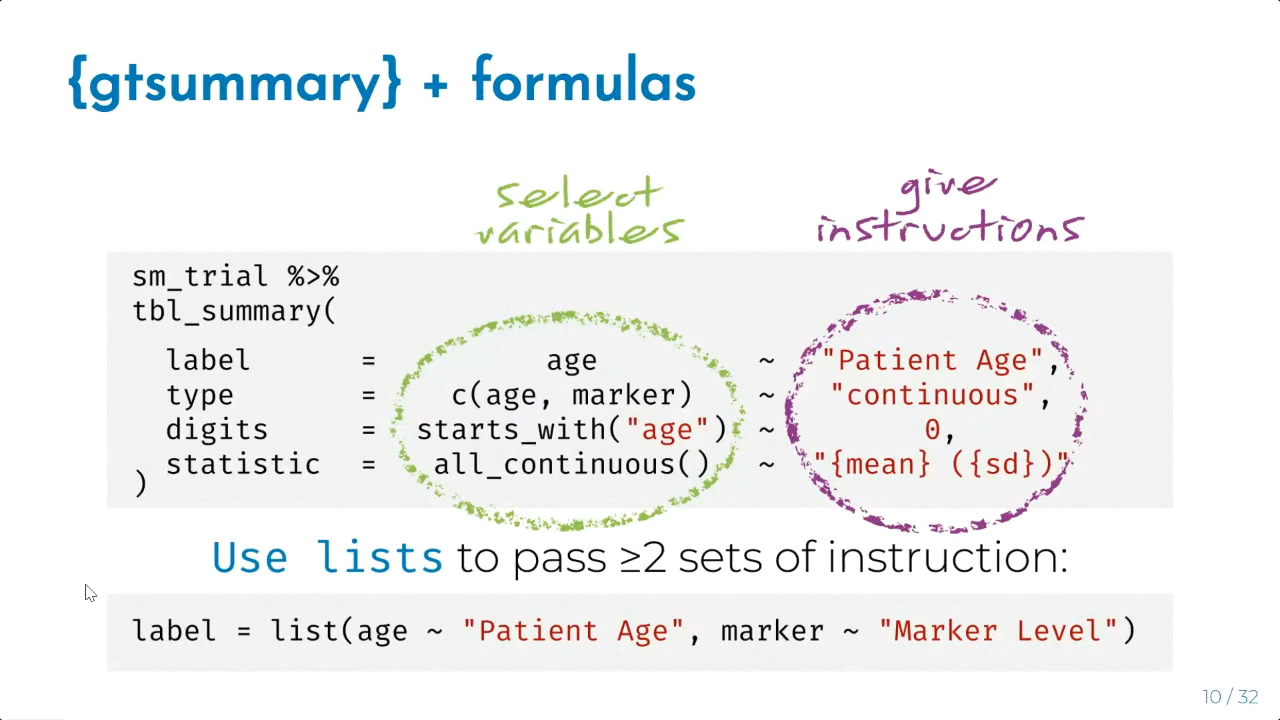 {gtsummary} + formulas
select variables
give instructions
sm_trial %>%
tbl_summary(
label = age ~ "Patient Age",
type = c(age, marker) ~ "continuous",
digits = starts_with("age") ~ 0,
statistic = all_continuous() ~ "{mean} ({sd})"
)
Use lists to pass ≥2 sets of instruction:
label = list(age ~ "Patient Age", marker ~ "Marker Level")
10 / 32